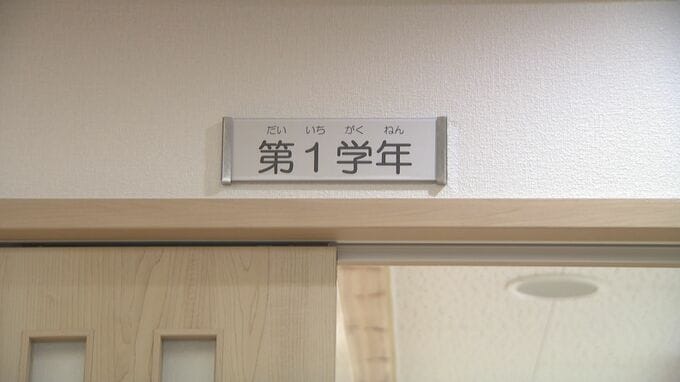 だい いち がく ねん
第1学年